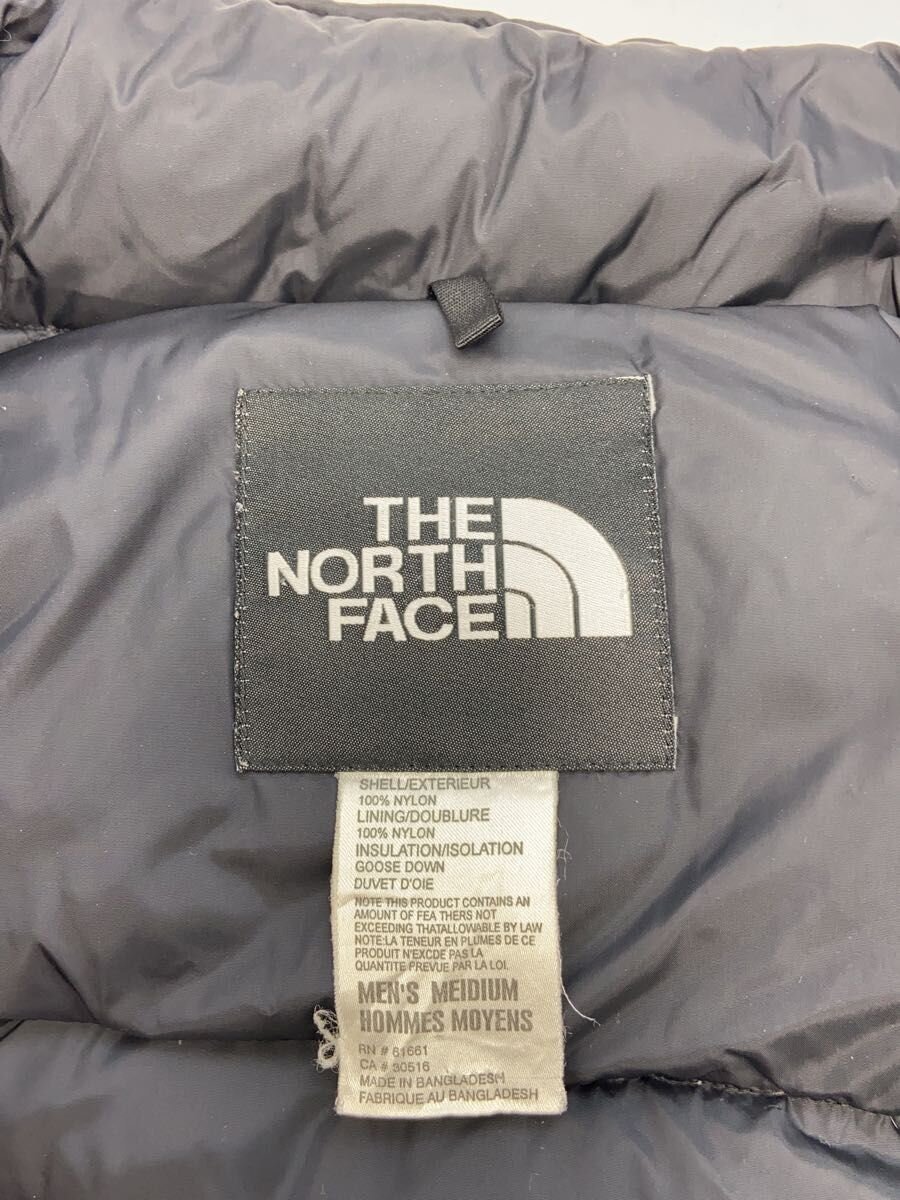 THE
NORTH
FACE
SHELL/EXTERIEUR
100% NYLON
LINING/DOUBLURE
100% NYLON
INSULATION/ISOLATION
GOOSE DOWN
DUVET D'OIE
NOTE THIS PRODUCT CONTAINS AN
AMOUNT OF FEA THERS NOT
EXCEEDING THATALLOWABLE BY LAW
NOTE:LA TENEUR EN PLUMES DE CE
PRODUIT N'EXCDE PAS LA
QUANTITE PREVUE PAR LA LOI.
MEN'S MEIDIUM
HOMMES MOYENS
RN # 61661
CA # 30516
MADE IN BANGLADESH
FABRIQUE AU BANGLADESH